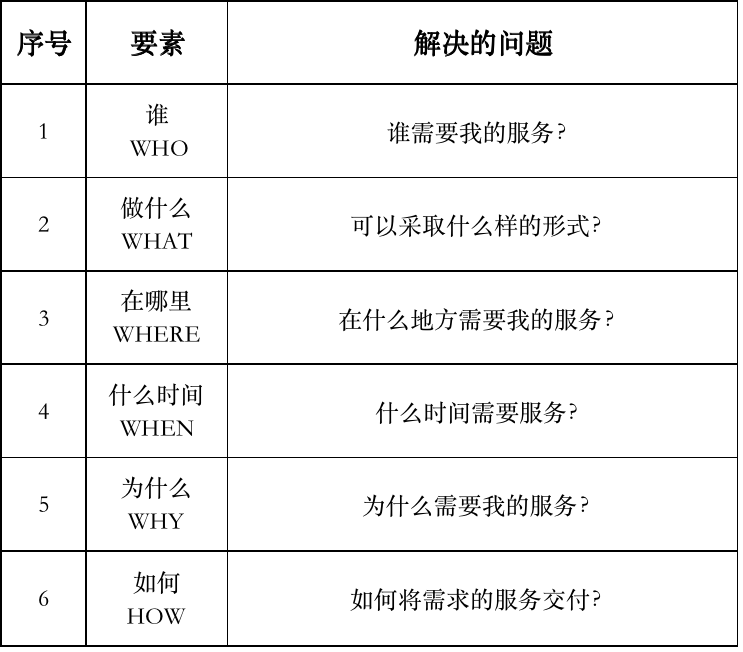 序号 要素 解决的问题
1 谁 WHO 谁需要我的服务?
2 做什么 WHAT 可以采取什么样的形式?
3 在哪里 WHERE 在什么地方需要我的服务?
4 什么时间 WHEN 什么时间需要服务?
5 为什么 WHY 为什么需要我的服务?
6 如何 HOW 如何将需求的服务交付?